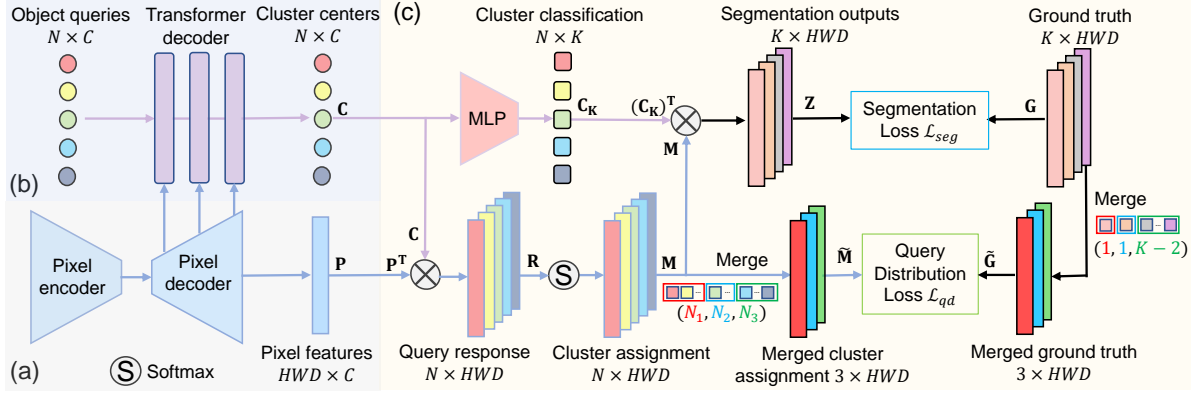 Object queries
N × C
Transformer
decoder
Cluster centers
N × C
(c)
Cluster classification
N × K
Segmentation outputs
K × HWD
Ground truth
K × HWD
C
MLP
C_K
(C_K)^T
Z
Segmentation
Loss ℒ_seg
G
M
(b)
C
Merge
(1, 1, K − 2)
Pixel
encoder
Pixel
decoder
P
P^T
R
S
M
Merge
(N_1, N_2, N_3)
M̃
Query
Distribution
Loss ℒ_qd
G̃
(a)
S
Softmax
Pixel features
HWD × C
Query response
N × HWD
Cluster assignment
N × HWD
Merged cluster
assignment 3 × HWD
Merged ground truth
3 × HWD